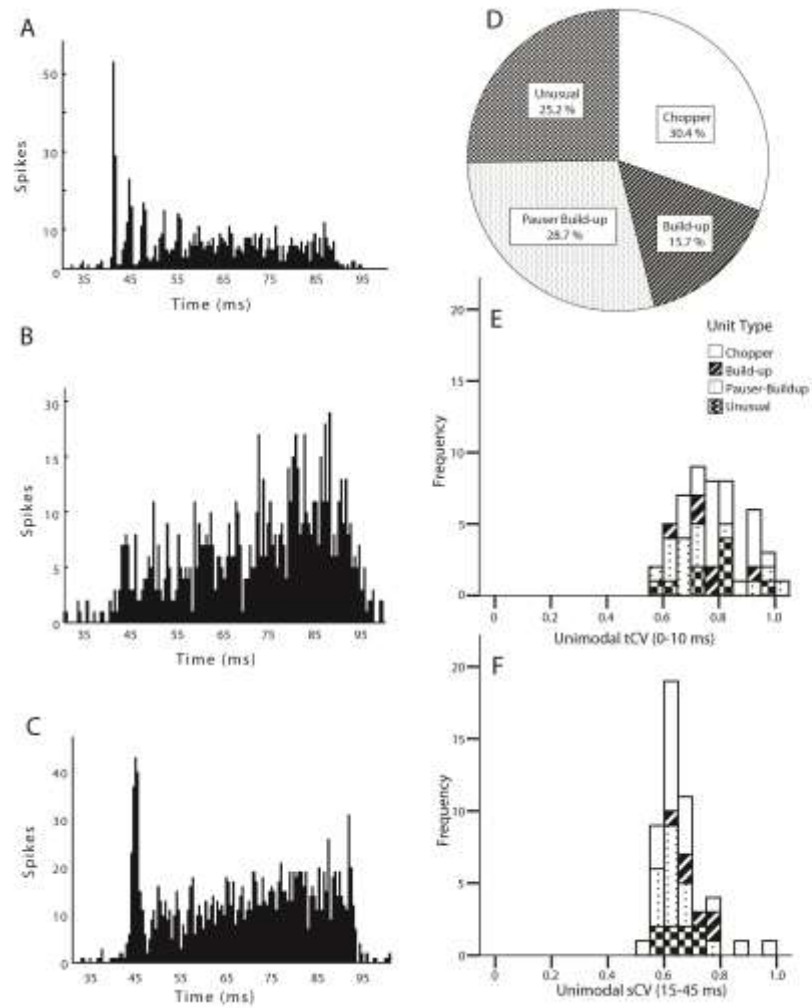 A
50
30
10
0
Spikes
35 45 55 65 75 85 95
Time (ms)
B
30
15
10
5
0
Spikes
35 45 55 65 75 85 95
Time (ms)
C
40
30
20
10
0
Spikes
35 45 55 65 75 85 95
Time (ms)
D
Unusual
25.2 %
Chopper
30.4 %
Pauser Build-up
28.7 %
Build-up
15.7 %
E
Unit Type
Chopper
Build-up
Pauser-Buildup
Unusual
20
15
10
5
0
Frequency
0 0.2 0.4 0.6 0.8 1.0
Unimodal tCV (0-10 ms)
F
20
15
10
5
0
Frequency
0 0.2 0.4 0.6 0.8 1.0
Unimodal sCV (15-45 ms)